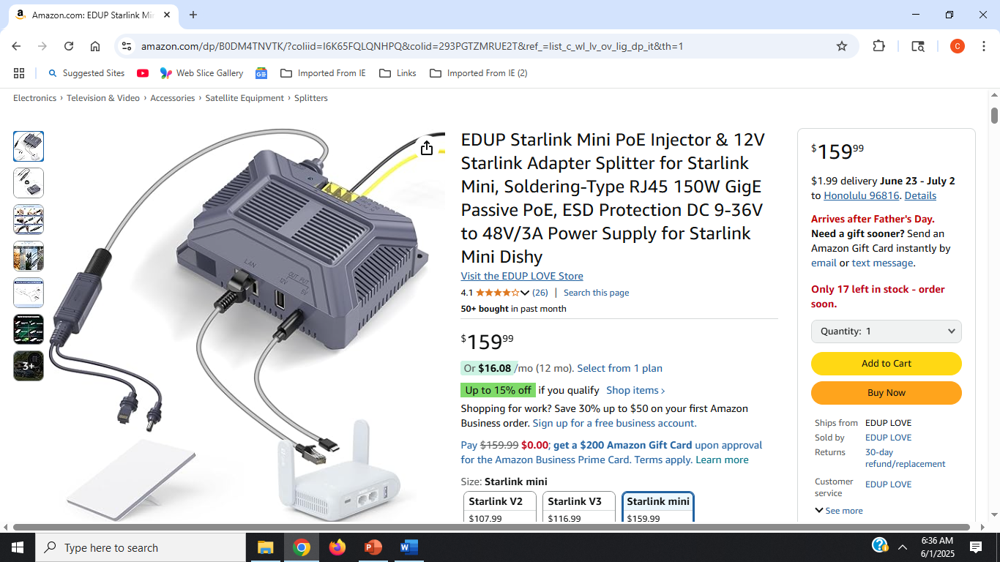 Amazon.com: EDUP Starlink Mi
amazon.com/dp/B0DM4TNVTK/?coliid=I6K65FQLQNHPQ&colid=293PGTZMRUE2T&ref_=list_c_wl_lv_ov_lig_dp_it&th=1
C
Suggested Sites
Web Slice Gallery
Imported From IE
Links
Imported From IE (2)
Electronics › Television & Video › Accessories › Satellite Equipment › Splitters
3+
LAN
OUT PUT
12V
5V
EDUP Starlink Mini PoE Injector & 12V
Starlink Adapter Splitter for Starlink
Mini, Soldering-Type RJ45 150W GigE
Passive PoE, ESD Protection DC 9-36V
to 48V/3A Power Supply for Starlink
Mini Dishy
Visit the EDUP LOVE Store
4.1 (26) | Search this page
50+ bought in past month
$15999
Or $16.08 /mo (12 mo). Select from 1 plan
Up to 15% off if you qualify Shop items ›
Shopping for work? Save 30% up to $50 on your first Amazon
Business order. Sign up for a free business account.
Pay $159.99 $0.00; get a $200 Amazon Gift Card upon approval
for the Amazon Business Prime Card. Terms apply. Learn more
Size: Starlink mini
Starlink V2
$107.99
Starlink V3
$116.99
Starlink mini
$159.99
$15999
$1.99 delivery June 23 - July 2
to Honolulu 96816. Details
Arrives after Father's Day.
Need a gift sooner? Send an
Amazon Gift Card instantly by
email or text message.
Only 17 left in stock - order
soon.
Quantity: 1
Add to Cart
Buy Now
Ships from EDUP LOVE
Sold by EDUP LOVE
Returns 30-day
refund/replacement
Customer
service EDUP LOVE
See more
Type here to search
6:36 AM
6/1/2025